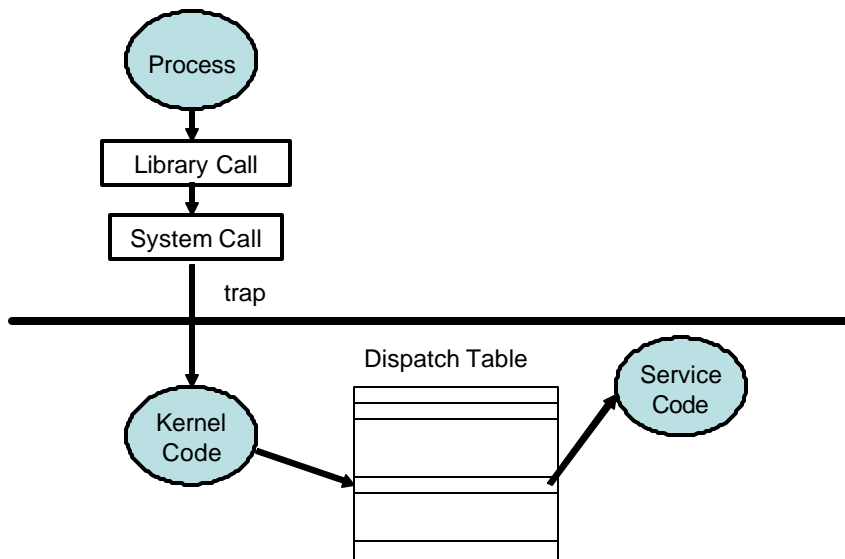 Process
Library Call
System Call
trap
Dispatch Table
Service
Code
Kernel
Code